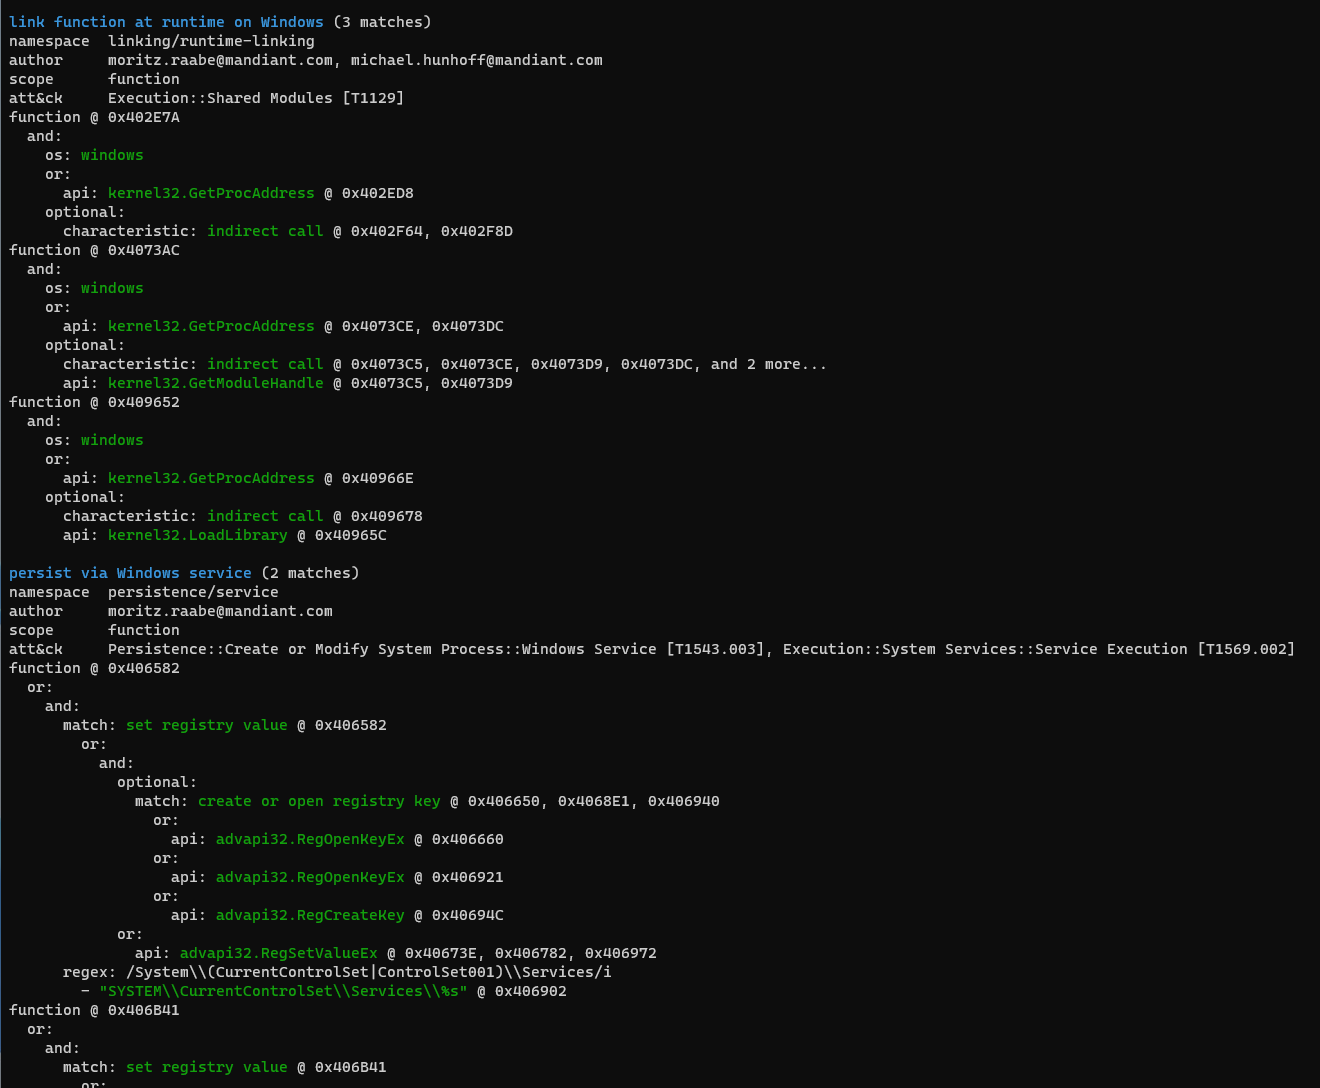 link function at runtime on Windows (3 matches)
namespace  linking/runtime-linking
author     moritz.raabe@mandiant.com, michael.hunhoff@mandiant.com
scope      function
att&ck     Execution::Shared Modules [T1129]
function @ 0x402E7A
  and:
    os: windows
    or:
      api: kernel32.GetProcAddress @ 0x402ED8
    optional:
      characteristic: indirect call @ 0x402F64, 0x402F8D
function @ 0x4073AC
  and:
    os: windows
    or:
      api: kernel32.GetProcAddress @ 0x4073CE, 0x4073DC
    optional:
      characteristic: indirect call @ 0x4073C5, 0x4073CE, 0x4073D9, 0x4073DC, and 2 more...
      api: kernel32.GetModuleHandle @ 0x4073C5, 0x4073D9
function @ 0x409652
  and:
    os: windows
    or:
      api: kernel32.GetProcAddress @ 0x40966E
    optional:
      characteristic: indirect call @ 0x409678
      api: kernel32.LoadLibrary @ 0x40965C

persist via Windows service (2 matches)
namespace  persistence/service
author     moritz.raabe@mandiant.com
scope      function
att&ck     Persistence::Create or Modify System Process::Windows Service [T1543.003], Execution::System Services::Service Execution [T1569.002]
function @ 0x406582
  or:
    and:
      match: set registry value @ 0x406582
        or:
          and:
            optional:
              match: create or open registry key @ 0x406650, 0x4068E1, 0x406940
                or:
                  api: advapi32.RegOpenKeyEx @ 0x406660
                or:
                  api: advapi32.RegOpenKeyEx @ 0x406921
                or:
                  api: advapi32.RegCreateKey @ 0x40694C
            or:
              api: advapi32.RegSetValueEx @ 0x40673E, 0x406782, 0x406972
      regex: /System\\(CurrentControlSet|ControlSet001)\\Services/i
        - "SYSTEM\\CurrentControlSet\\Services\\%s" @ 0x406902
function @ 0x406B41
  or:
    and:
      match: set registry value @ 0x406B41
        or: